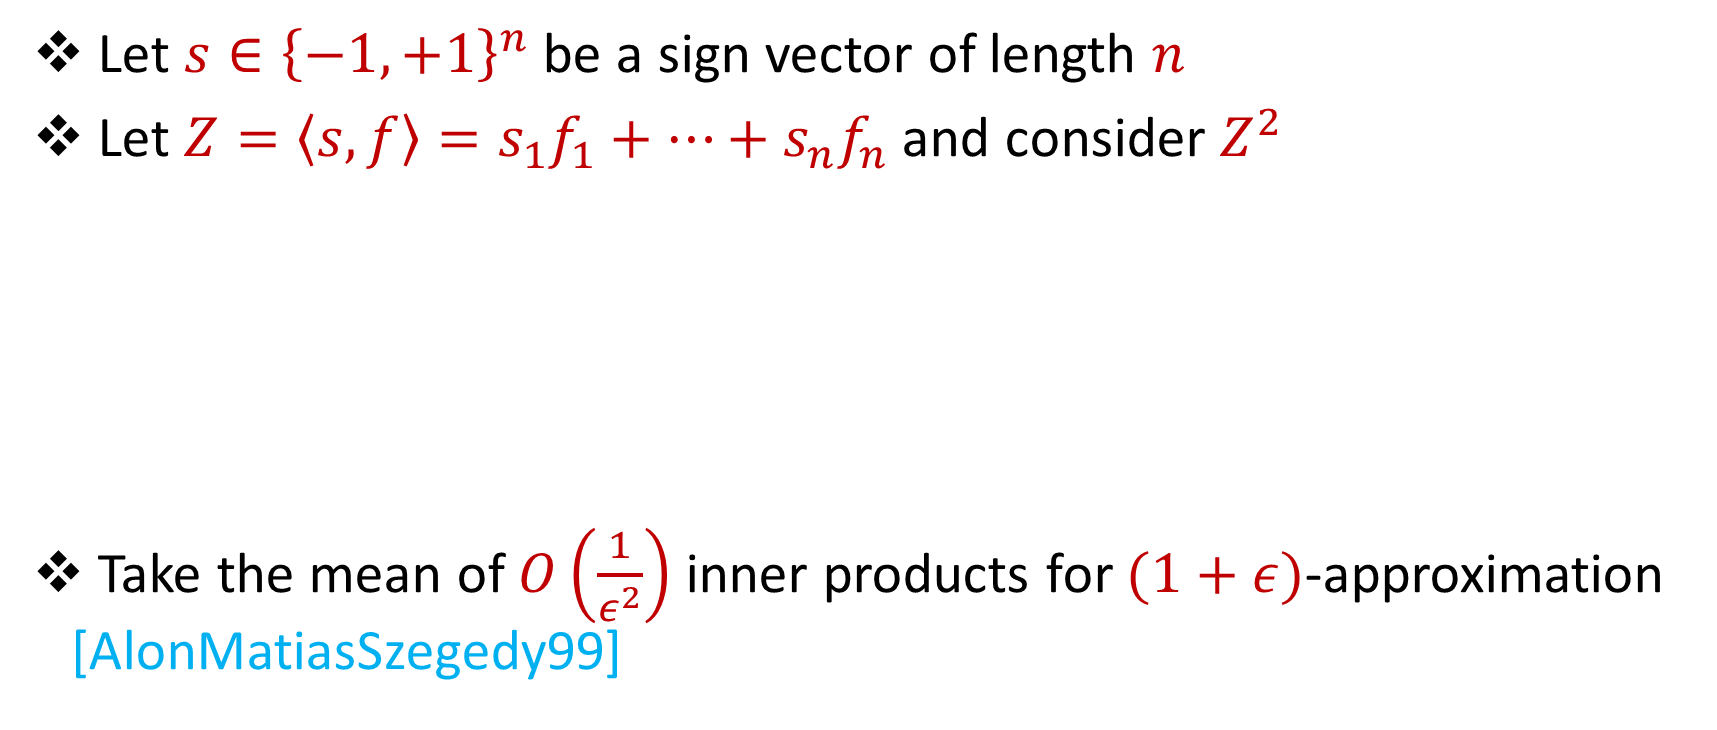 ❖ Let s ∈ {−1, +1}ⁿ be a sign vector of length n
❖ Let Z = ⟨s, f⟩ = s₁f₁ + ⋯ + sₙfₙ and consider Z²
❖ Take the mean of O(1/ϵ²) inner products for (1 + ϵ)-approximation
[AlonMatiasSzegedy99]